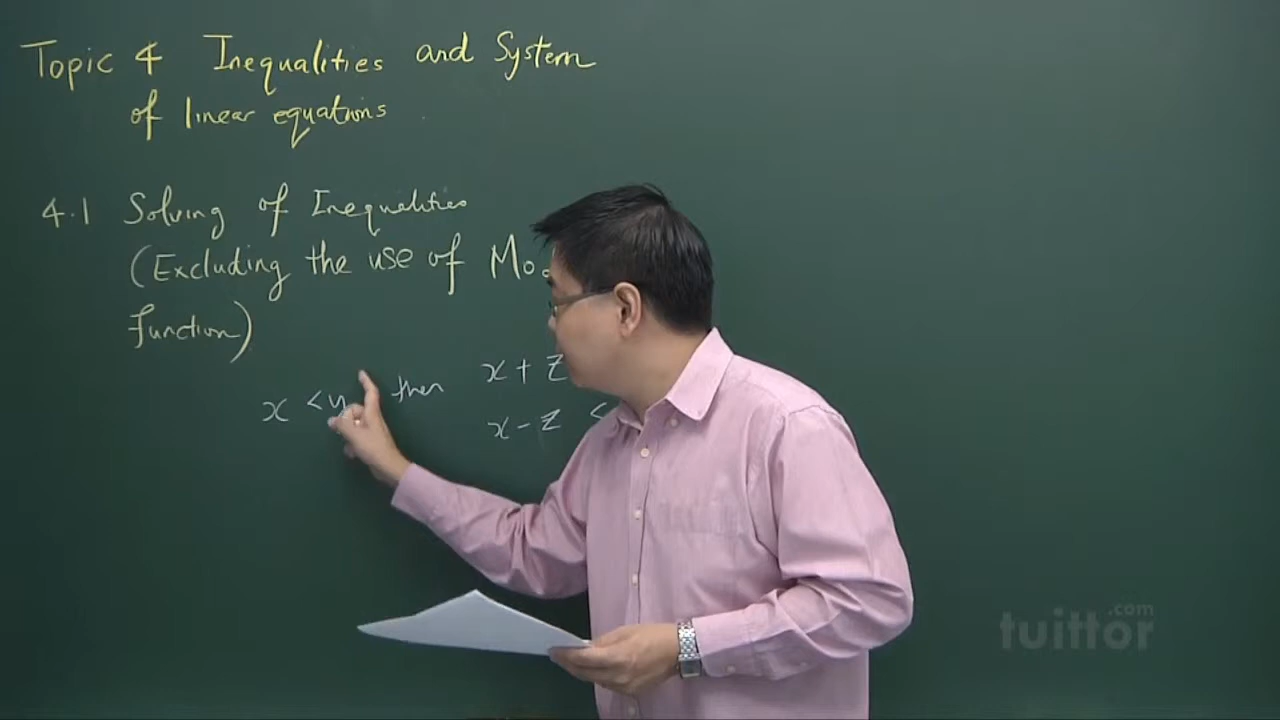 Topic 4 Inequalities and System
of linear equations
4.1 Solving of Inequalities
(Excluding the use of
function)
x < y then x + z
x - z <
tuittor.com